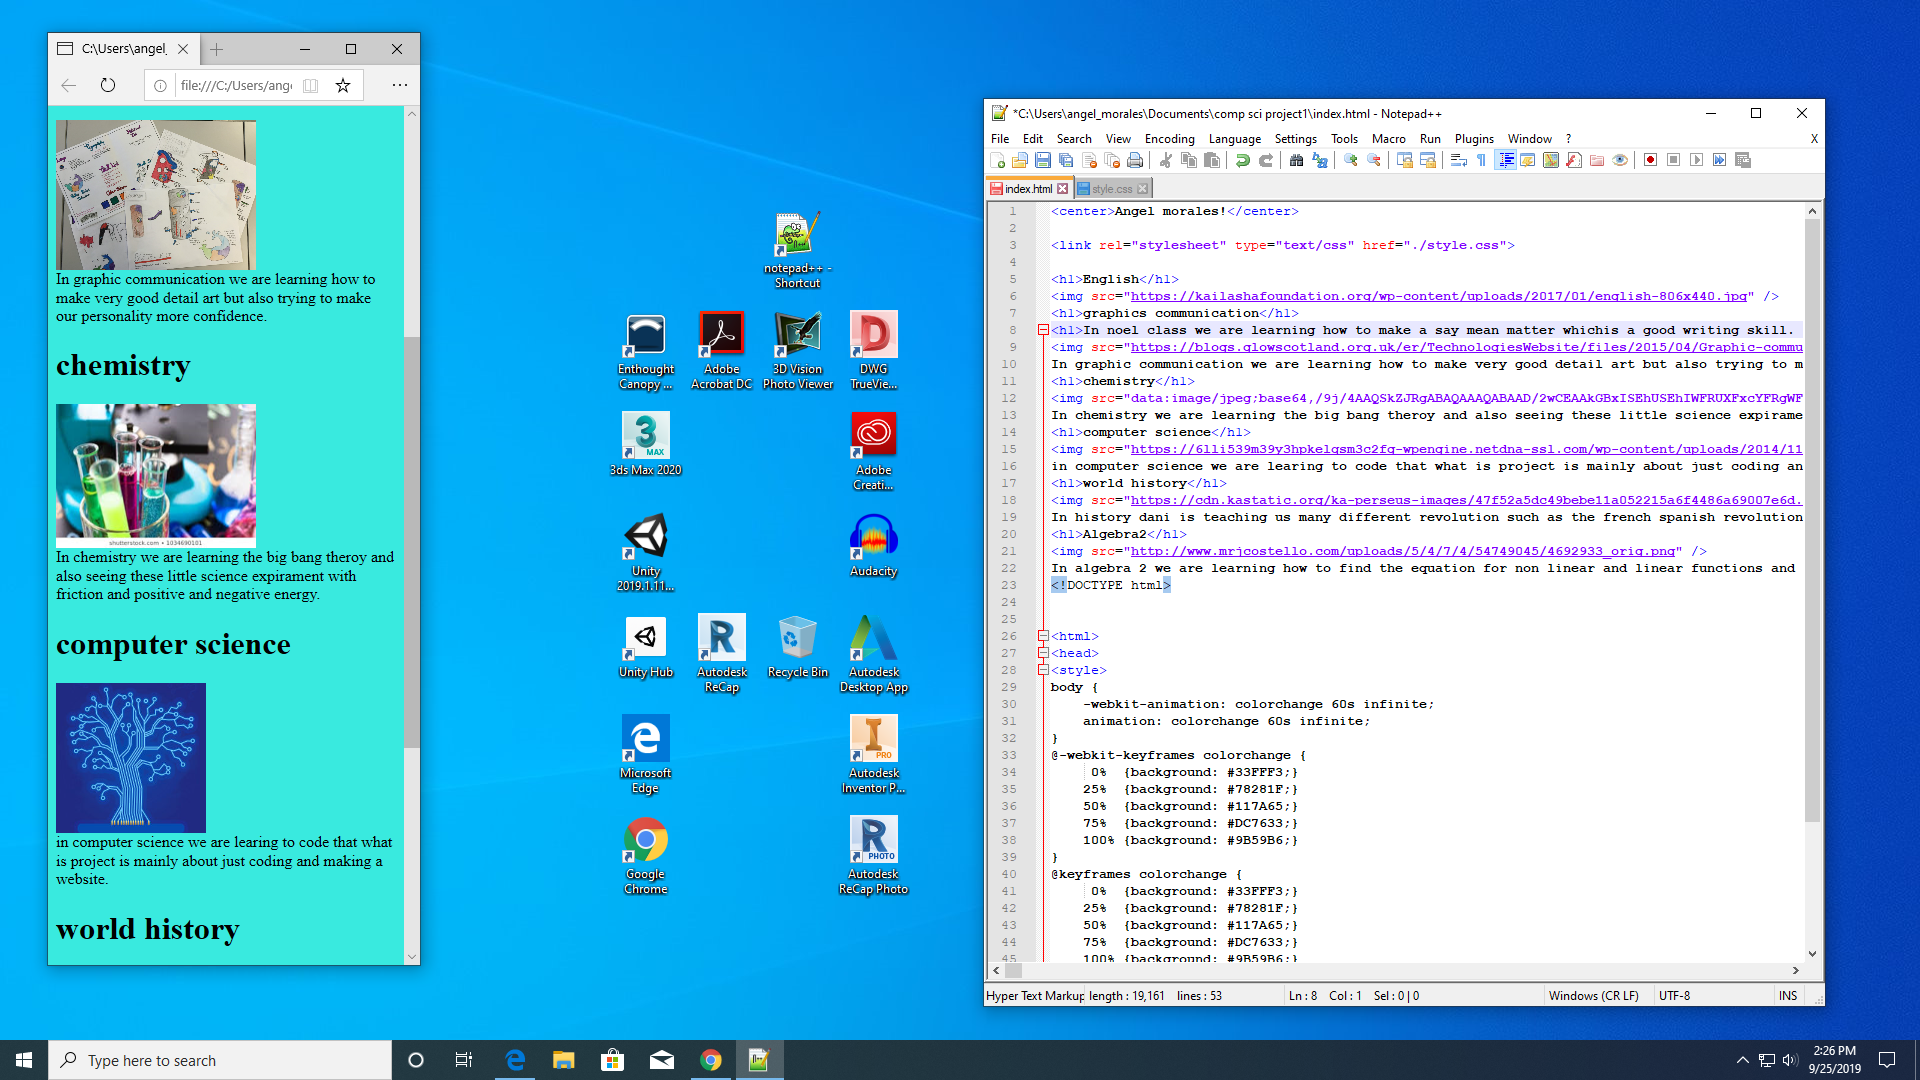 C:\Users\angel_
file:///C:/Users/ange
In graphic communication we are learning how to
make very good detail art but also trying to make
our personality more confidence.
chemistry
shutterstock.com • 1034690101
In chemistry we are learning the big bang theroy and
also seeing these little science expirament with
friction and positive and negative energy.
computer science
in computer science we are learing to code that what
is project is mainly about just coding and making a
website.
world history
notepad++ -
Shortcut
Enthought
Canopy ...
Adobe
Acrobat DC
3D Vision
Photo Viewer
DWG
TrueVie...
MAX
3ds Max 2020
Adobe
Creati...
Unity
2019.1.11...
Audacity
Unity Hub
Autodesk
ReCap
Recycle Bin
Autodesk
Desktop App
Microsoft
Edge
PRO
Autodesk
Inventor P...
Google
Chrome
PHOTO
Autodesk
ReCap Photo
*C:\Users\angel_morales\Documents\comp sci project1\index.html - Notepad++
File Edit Search View Encoding Language Settings Tools Macro Run Plugins Window ? X
index.html style.css
1 <center>Angel morales!</center>
2
3 <link rel="stylesheet" type="text/css" href="./style.css">
4
5 <h1>English</h1>
6 <img src="https://kailashafoundation.org/wp-content/uploads/2017/01/english-806x440.jpg" />
7 <h1>graphics communication</h1>
8 <h1>In noel class we are learning how to make a say mean matter whichis a good writing skill.
9 <img src="https://blogs.glowscotland.org.uk/er/TechnologiesWebsite/files/2015/04/Graphic-commu
10 In graphic communication we are learning how to make very good detail art but also trying to m
11 <h1>chemistry</h1>
12 <img src="data:image/jpeg;base64,/9j/4AAQSkZJRgABAQAAAQABAAD/2wCEAAkGBxISEhUSEhIWFRUXFxcYFRgWF
13 In chemistry we are learning the big bang theroy and also seeing these little science expirame
14 <h1>computer science</h1>
15 <img src="https://6lli539m39y3hpkelqsm3c2fg-wpengine.netdna-ssl.com/wp-content/uploads/2014/11
16 in computer science we are learing to code that what is project is mainly about just coding an
17 <h1>world history</h1>
18 <img src="https://cdn.kastatic.org/ka-perseus-images/47f52a5dc49bebe11a052215a6f4486a69007e6d.
19 In history dani is teaching us many different revolution such as the french spanish revolution
20 <h1>Algebra2</h1>
21 <img src="http://www.mrjcostello.com/uploads/5/4/7/4/54749045/4692933_orig.png" />
22 In algebra 2 we are learning how to find the equation for non linear and linear functions and
23 <!DOCTYPE html>
24
25
26 <html>
27 <head>
28 <style>
29 body {
30 -webkit-animation: colorchange 60s infinite;
31 animation: colorchange 60s infinite;
32 }
33 @-webkit-keyframes colorchange {
34 0% {background: #33FFF3;}
35 25% {background: #78281F;}
36 50% {background: #117A65;}
37 75% {background: #DC7633;}
38 100% {background: #9B59B6;}
39 }
40 @keyframes colorchange {
41 0% {background: #33FFF3;}
42 25% {background: #78281F;}
43 50% {background: #117A65;}
44 75% {background: #DC7633;}
45 100% {background: #9B59B6;}
Hyper Text Markup length : 19,161 lines : 53 Ln : 8 Col : 1 Sel : 0 | 0 Windows (CR LF) UTF-8 INS
Type here to search
2:26 PM
9/25/2019